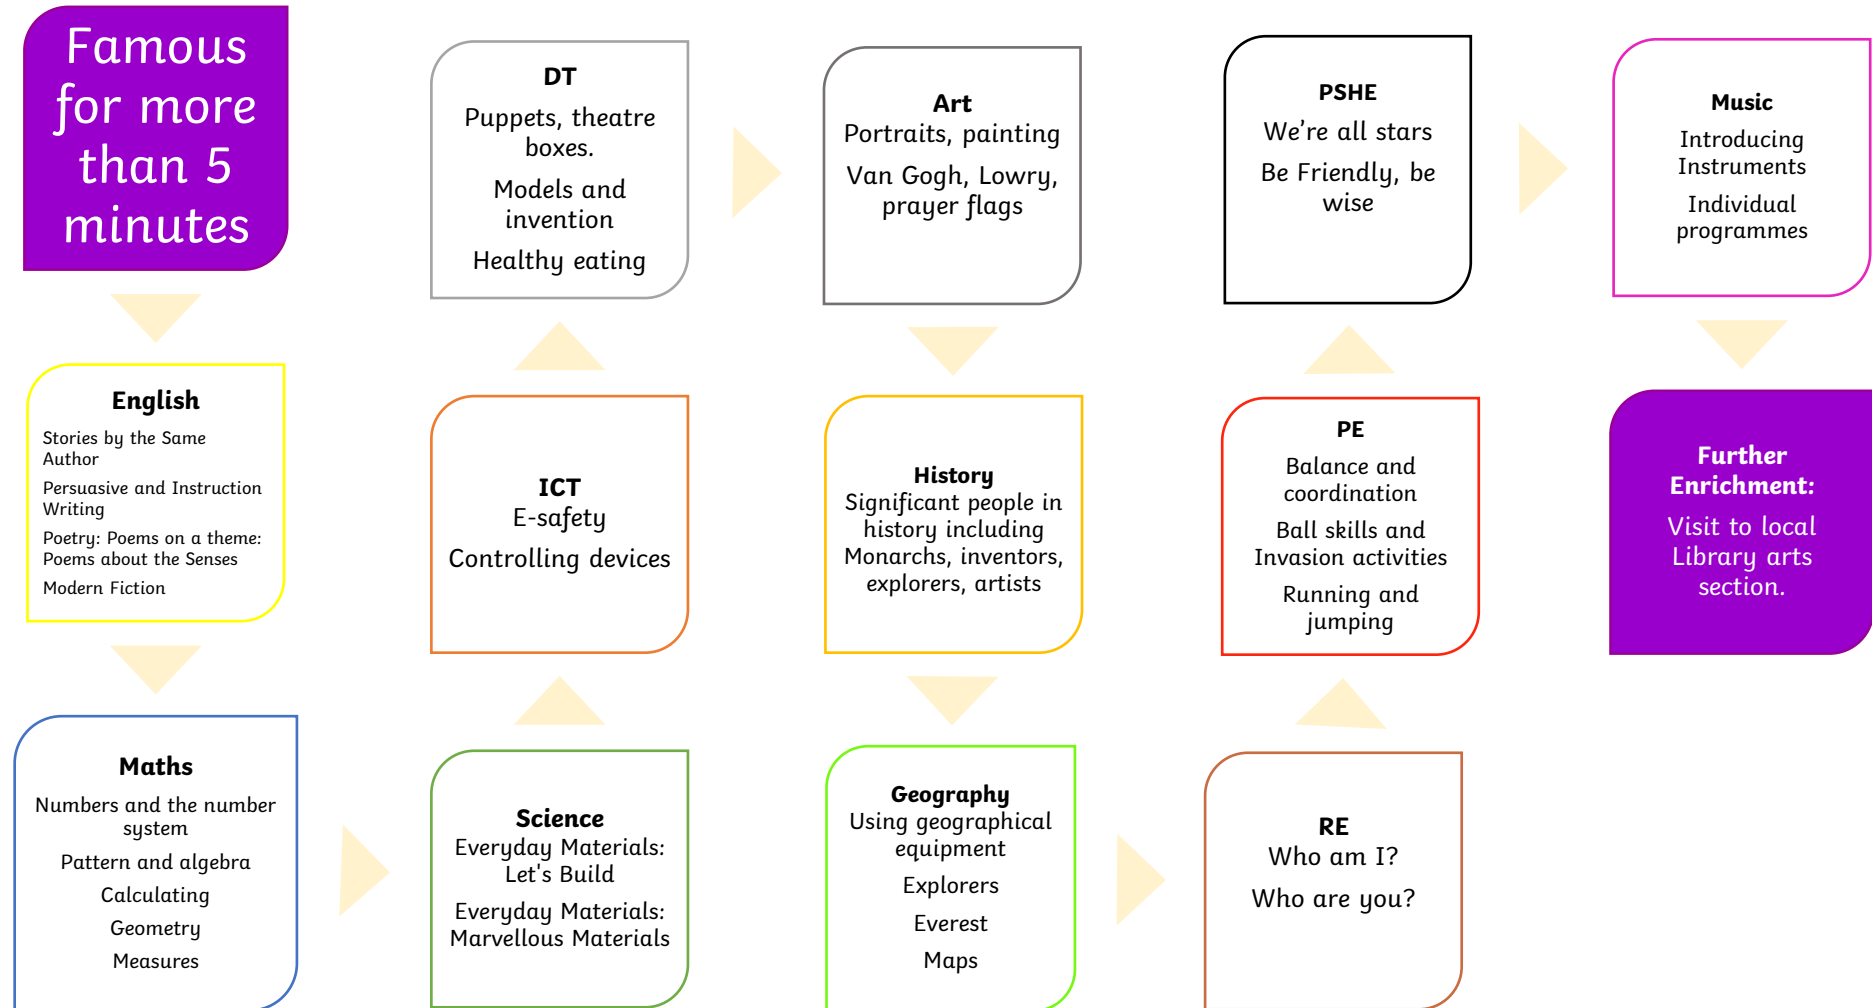 Famous
for more
than 5
minutes
English
Stories by the Same
Author
Persuasive and Instruction
Writing
Poetry: Poems on a theme:
Poems about the Senses
Modern Fiction
Maths
Numbers and the number
system
Pattern and algebra
Calculating
Geometry
Measures
Science
Everyday Materials:
Let's Build
Everyday Materials:
Marvellous Materials
ICT
E-safety
Controlling devices
DT
Puppets, theatre
boxes.
Models and
invention
Healthy eating
Art
Portraits, painting
Van Gogh, Lowry,
prayer flags
History
Significant people in
history including
Monarchs, inventors,
explorers, artists
Geography
Using geographical
equipment
Explorers
Everest
Maps
RE
Who am I?
Who are you?
PE
Balance and
coordination
Ball skills and
Invasion activities
Running and
jumping
PSHE
We're all stars
Be Friendly, be
wise
Music
Introducing
Instruments
Individual
programmes
Further
Enrichment:
Visit to local
Library arts
section.